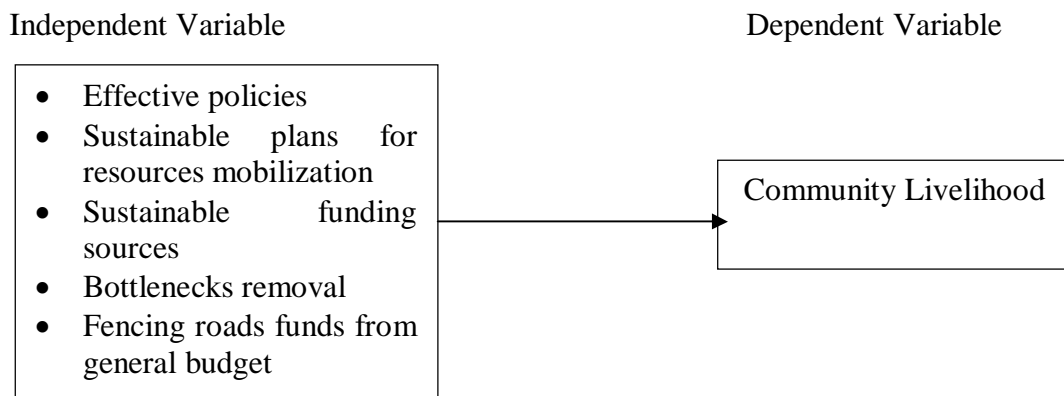 Independent Variable
Dependent Variable
• Effective policies
• Sustainable plans for
resources mobilization
• Sustainable funding
sources
• Bottlenecks removal
• Fencing roads funds from
general budget
Community Livelihood